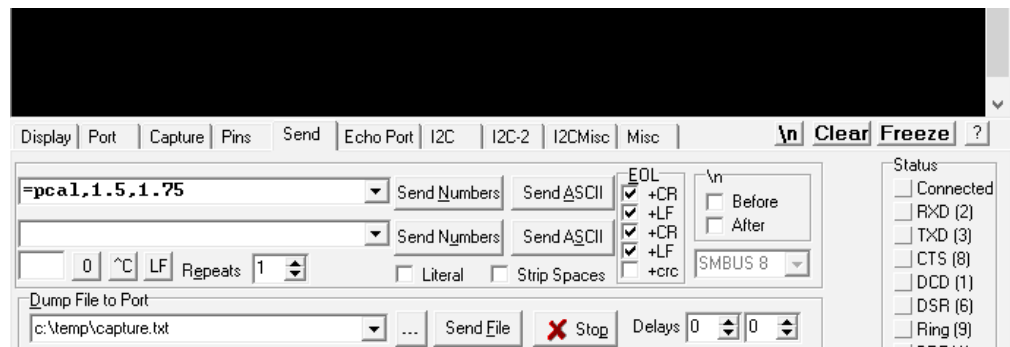 Display Port Capture Pins Send Echo Port I2C I2C-2 I2CMisc Misc \n Clear Freeze ?
=pcal,1.5,1.75 Send Numbers Send ASCII
EOL
+CR
+LF
+CR
+LF
+crc
\n
Before
After
Send Numbers Send ASCII
0 ^C LF Repeats 1 Literal Strip Spaces
SMBUS 8
Dump File to Port
c:\temp\capture.txt ... Send File Stop Delays 0 0
Status
Connected
RXD (2)
TXD (3)
CTS (8)
DCD (1)
DSR (6)
Ring (9)